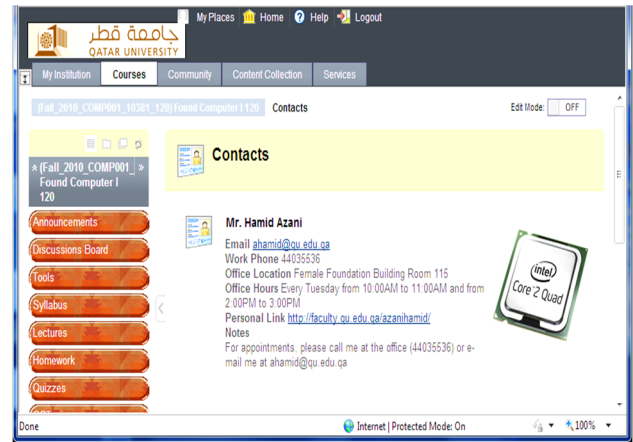 My Places Home Help Logout
جامعة قطر
QATAR UNIVERSITY
My Institution Courses Community Content Collection Services
(Fall_2010_COMP001_10381_120) Found Computer I 120 Contacts Edit Mode: OFF
(Fall_2010_COMP001_
Found Computer I
120
Contacts
Announcements
Discussions Board
Tools
Syllabus
Lectures
Homework
Quizzes
Mr. Hamid Azani
Email ahamid@qu.edu.qa
Work Phone 44035536
Office Location Female Foundation Building Room 115
Office Hours Every Tuesday from 10:00AM to 11:00AM and from
2:00PM to 3:00PM
Personal Link http://faculty.qu.edu.qa/azanihamid/
Notes
For appointments, please call me at the office (44035536) or e-
mail me at ahamid@qu.edu.qa
intel
Core 2 Quad
Done Internet | Protected Mode: On 100%